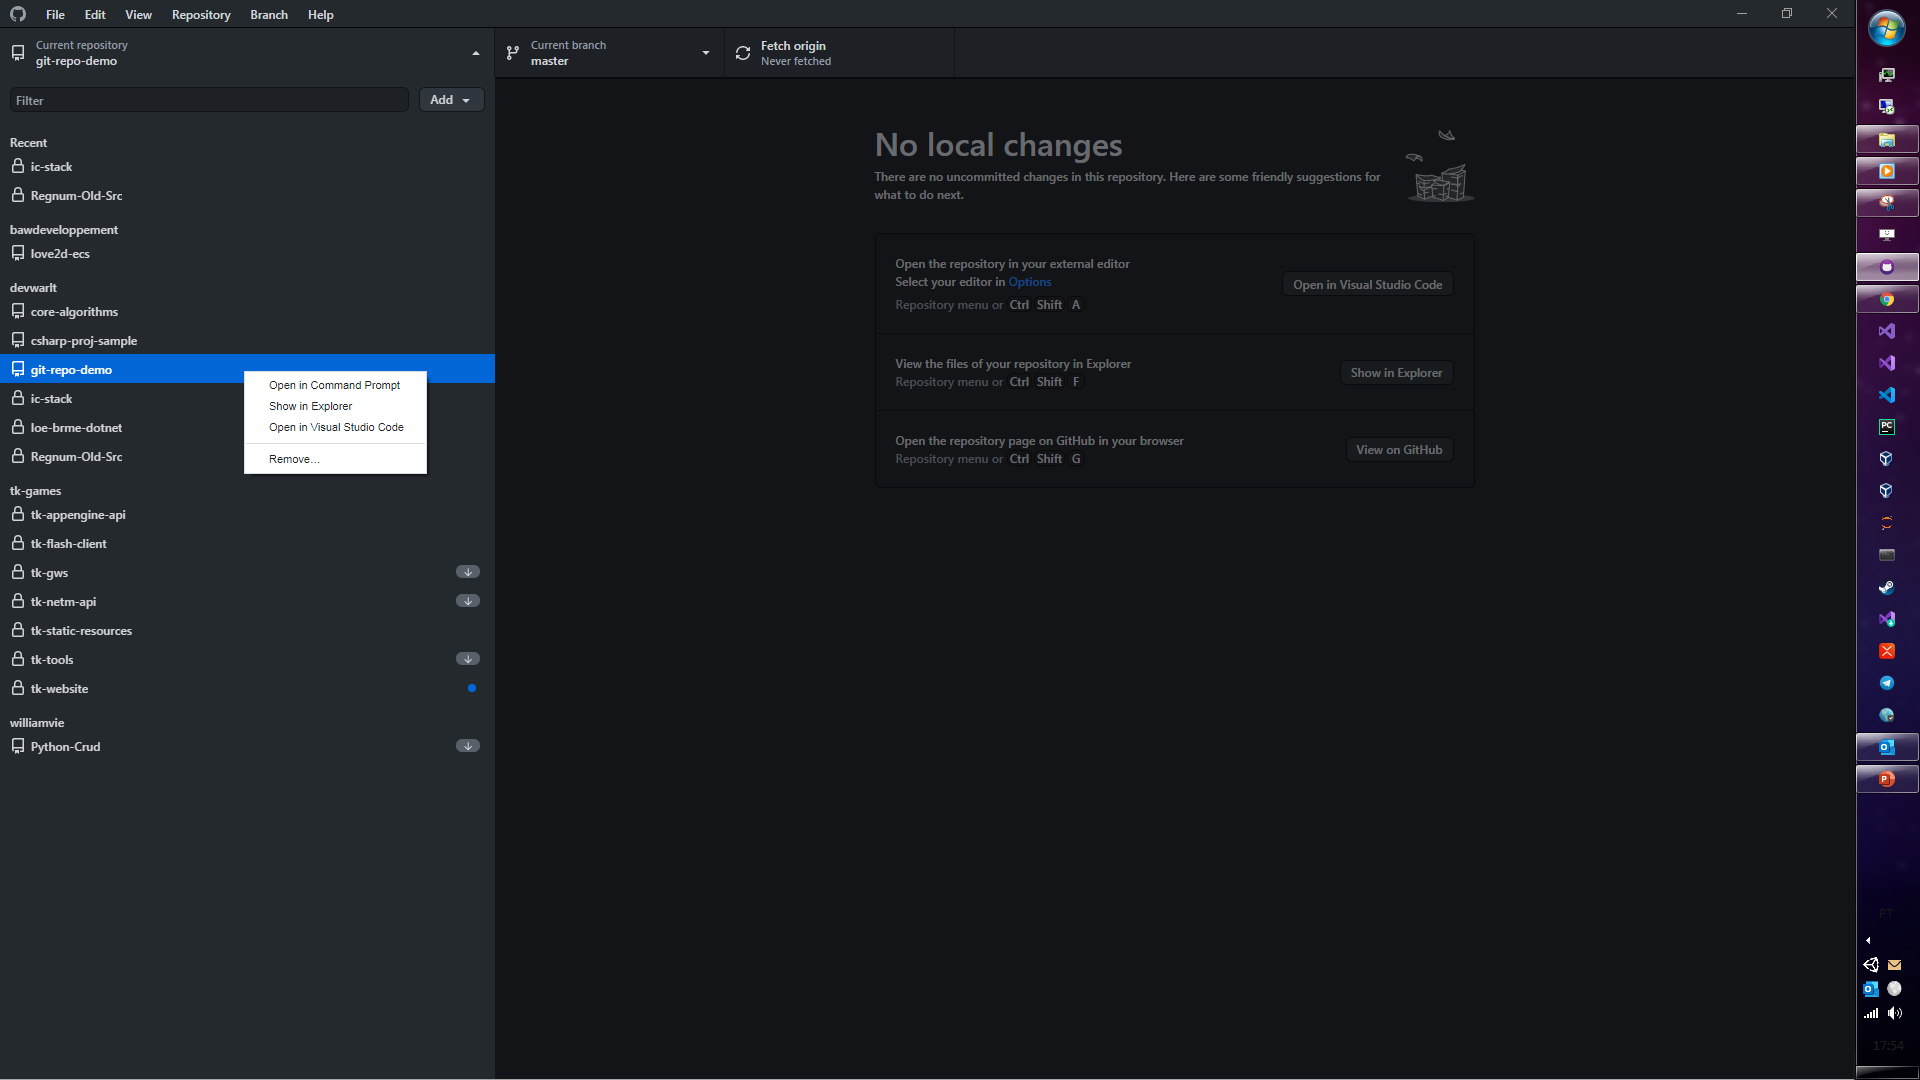 File Edit View Repository Branch Help
Current repository
git-repo-demo
Current branch
master
Fetch origin
Never fetched
Filter
Add
Recent
ic-stack
Regnum-Old-Src
bawdeveloppement
love2d-ecs
devwarlt
core-algorithms
csharp-proj-sample
git-repo-demo
ic-stack
loe-brme-dotnet
Regnum-Old-Src
tk-games
tk-appengine-api
tk-flash-client
tk-gws
tk-netm-api
tk-static-resources
tk-tools
tk-website
williamvie
Python-Crud
Open in Command Prompt
Show in Explorer
Open in Visual Studio Code
Remove…
No local changes
There are no uncommitted changes in this repository. Here are some friendly suggestions for
what to do next.
Open the repository in your external editor
Select your editor in Options
Repository menu or Ctrl Shift A
Open in Visual Studio Code
View the files of your repository in Explorer
Repository menu or Ctrl Shift F
Show in Explorer
Open the repository page on GitHub in your browser
Repository menu or Ctrl Shift G
View on GitHub
PC
PT
17:54